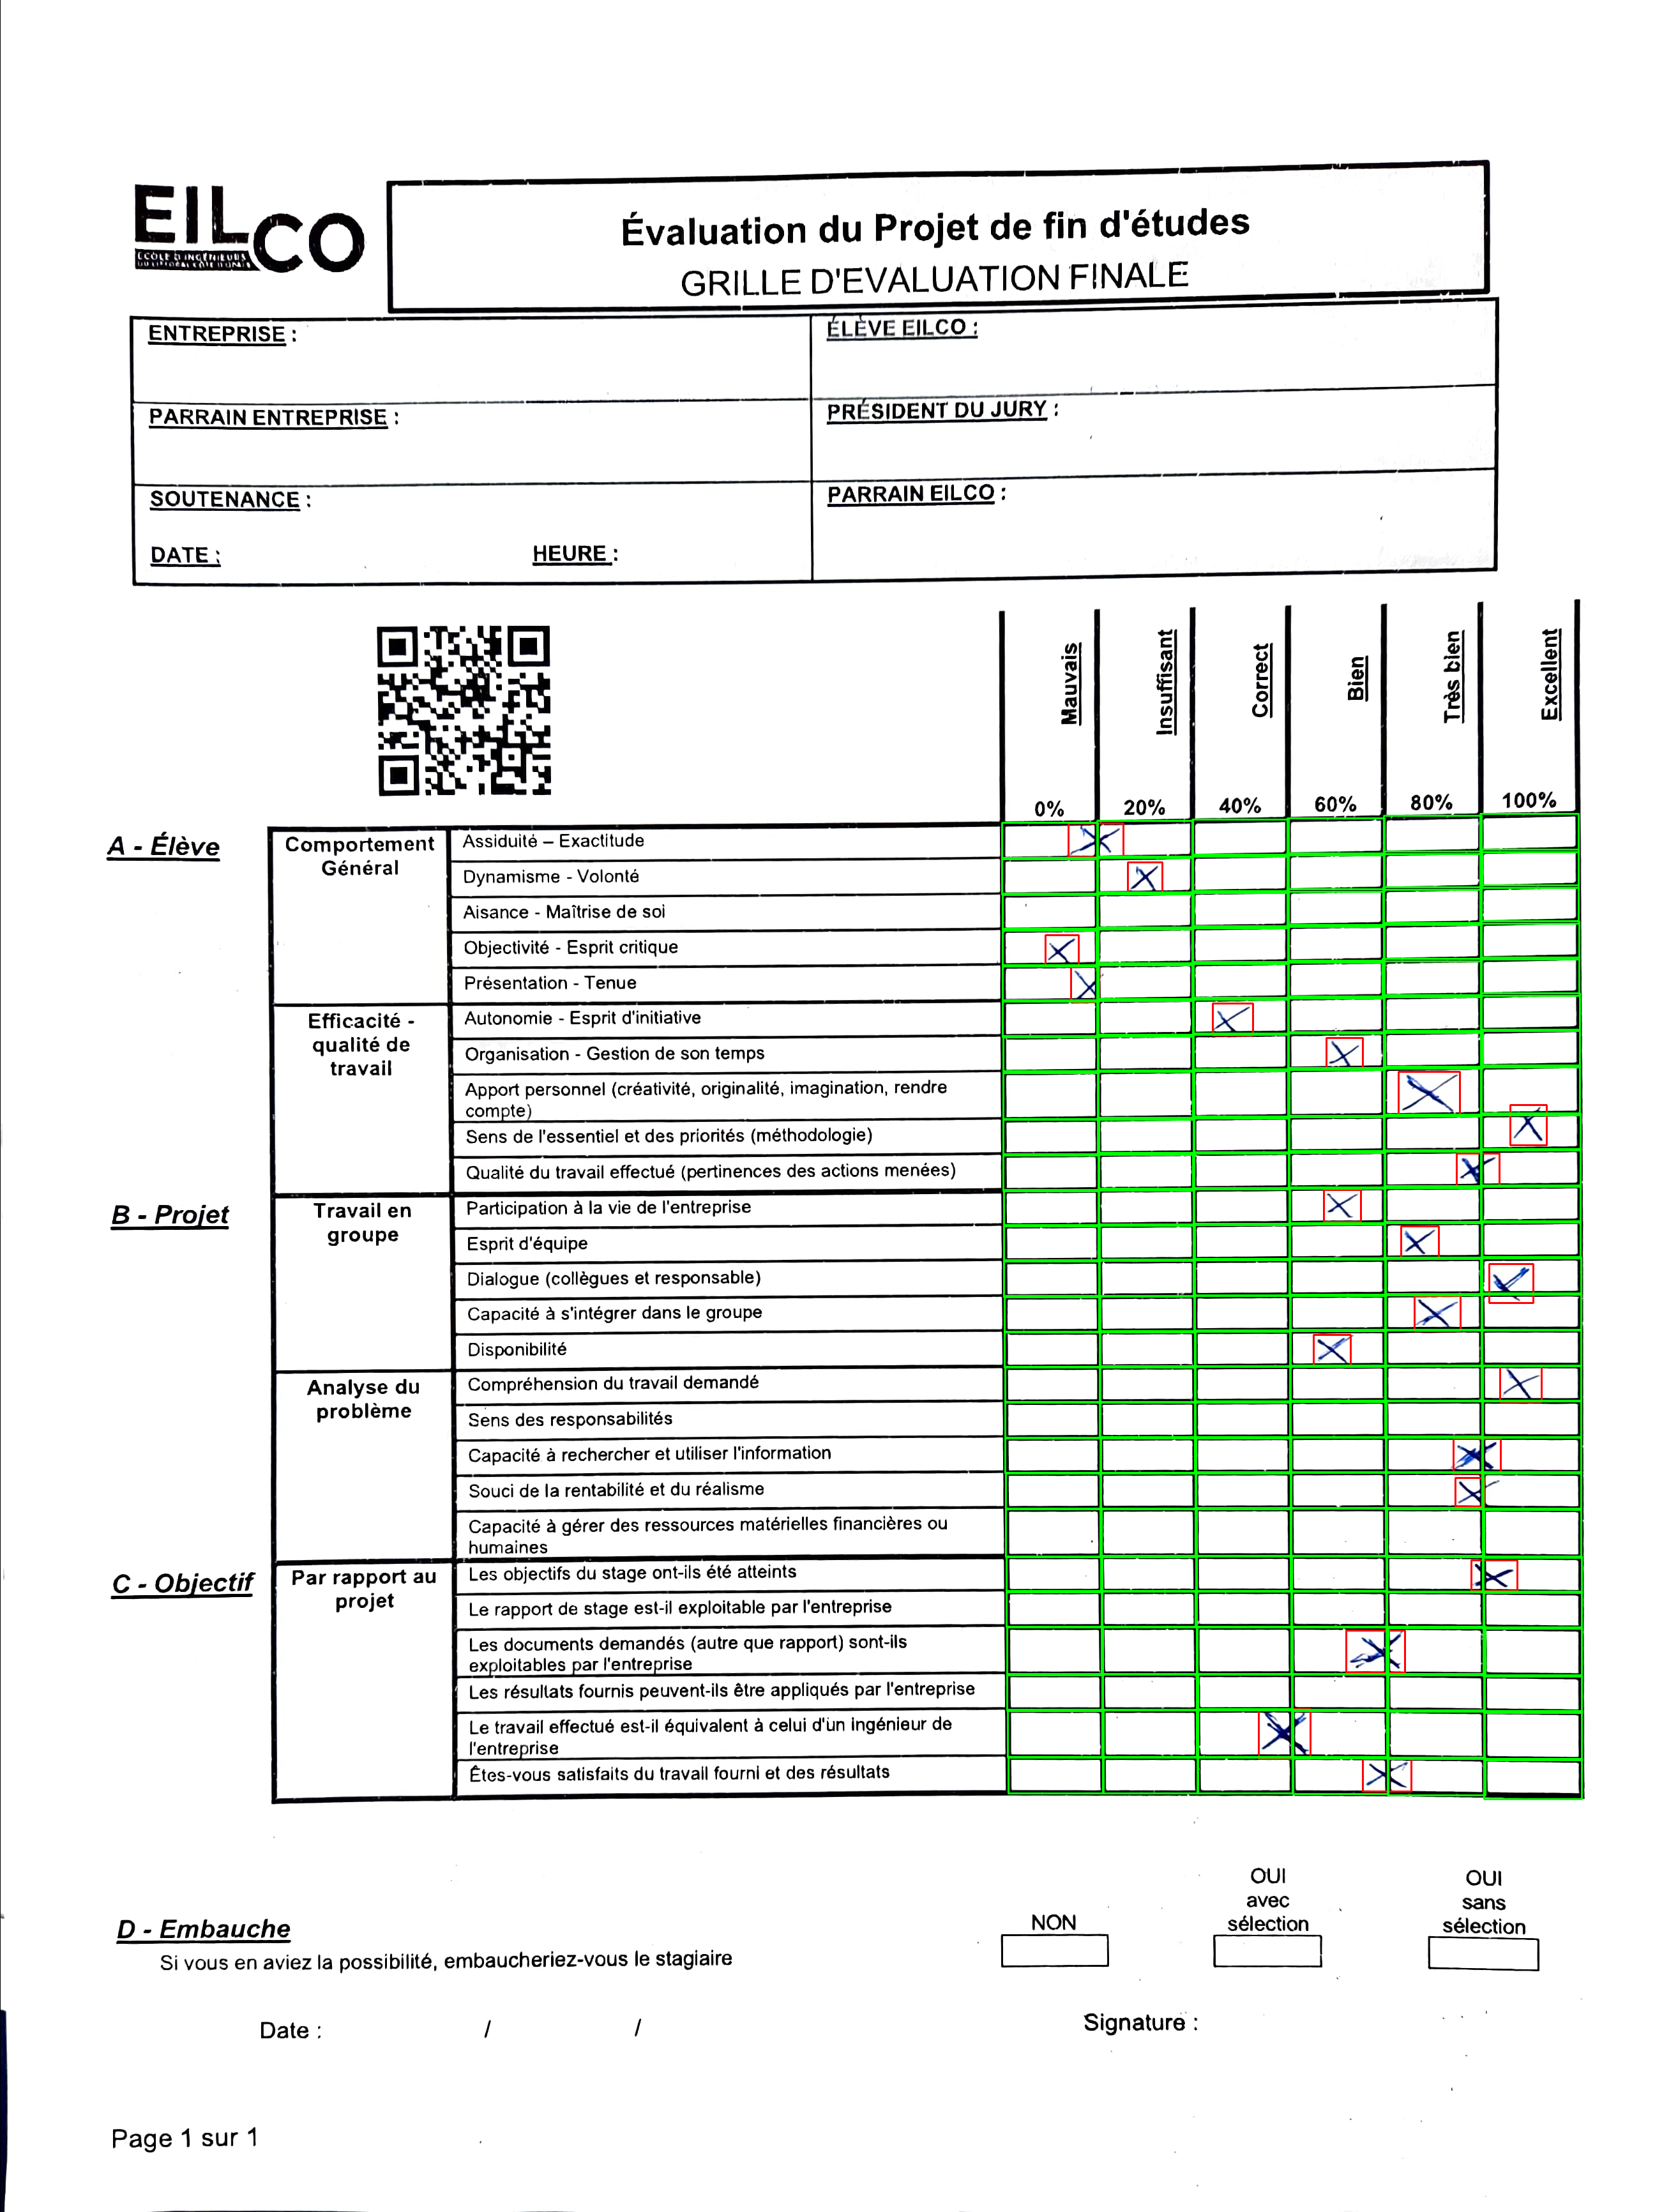 EILCO
ÉCOLE D'INGÉNIEURS
DU LITTORAL CÔTE D'OPALE
Évaluation du Projet de fin d'études
GRILLE D'EVALUATION FINALE
ENTREPRISE :
ÉLÈVE EILCO :
PARRAIN ENTREPRISE :
PRÉSIDENT DU JURY :
SOUTENANCE :
PARRAIN EILCO :
DATE :
HEURE :
Mauvais
Insuffisant
Correct
Bien
Très bien
Excellent
0%
20%
40%
60%
80%
100%
A - Élève
Comportement
Général
Assiduité – Exactitude
Dynamisme - Volonté
Aisance - Maîtrise de soi
Objectivité - Esprit critique
Présentation - Tenue
Efficacité -
qualité de
travail
Autonomie - Esprit d'initiative
Organisation - Gestion de son temps
Apport personnel (créativité, originalité, imagination, rendre
compte)
Sens de l'essentiel et des priorités (méthodologie)
Qualité du travail effectué (pertinences des actions menées)
B - Projet
Travail en
groupe
Participation à la vie de l'entreprise
Esprit d'équipe
Dialogue (collègues et responsable)
Capacité à s'intégrer dans le groupe
Disponibilité
Analyse du
problème
Compréhension du travail demandé
Sens des responsabilités
Capacité à rechercher et utiliser l'information
Souci de la rentabilité et du réalisme
Capacité à gérer des ressources matérielles financières ou
humaines
C - Objectif
Par rapport au
projet
Les objectifs du stage ont-ils été atteints
Le rapport de stage est-il exploitable par l'entreprise
Les documents demandés (autre que rapport) sont-ils
exploitables par l'entreprise
Les résultats fournis peuvent-ils être appliqués par l'entreprise
Le travail effectué est-il équivalent à celui d'un ingénieur de
l'entreprise
Êtes-vous satisfaits du travail fourni et des résultats
D - Embauche
Si vous en aviez la possibilité, embaucheriez-vous le stagiaire
NON
OUI
avec
sélection
OUI
sans
sélection
Date : / /
Signature :
Page 1 sur 1